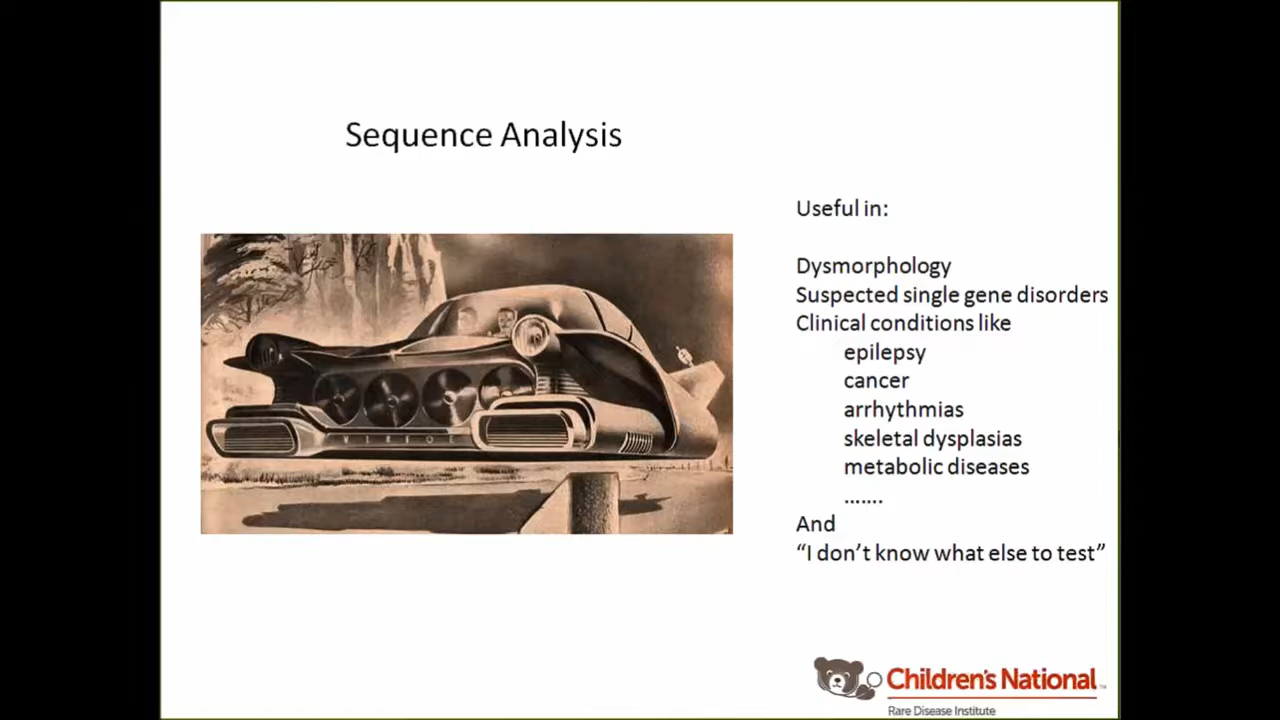 Sequence Analysis
Useful in:
Dysmorphology
Suspected single gene disorders
Clinical conditions like
epilepsy
cancer
arrhythmias
skeletal dysplasias
metabolic diseases
.......
And
“I don’t know what else to test”
Children's National™
Rare Disease Institute